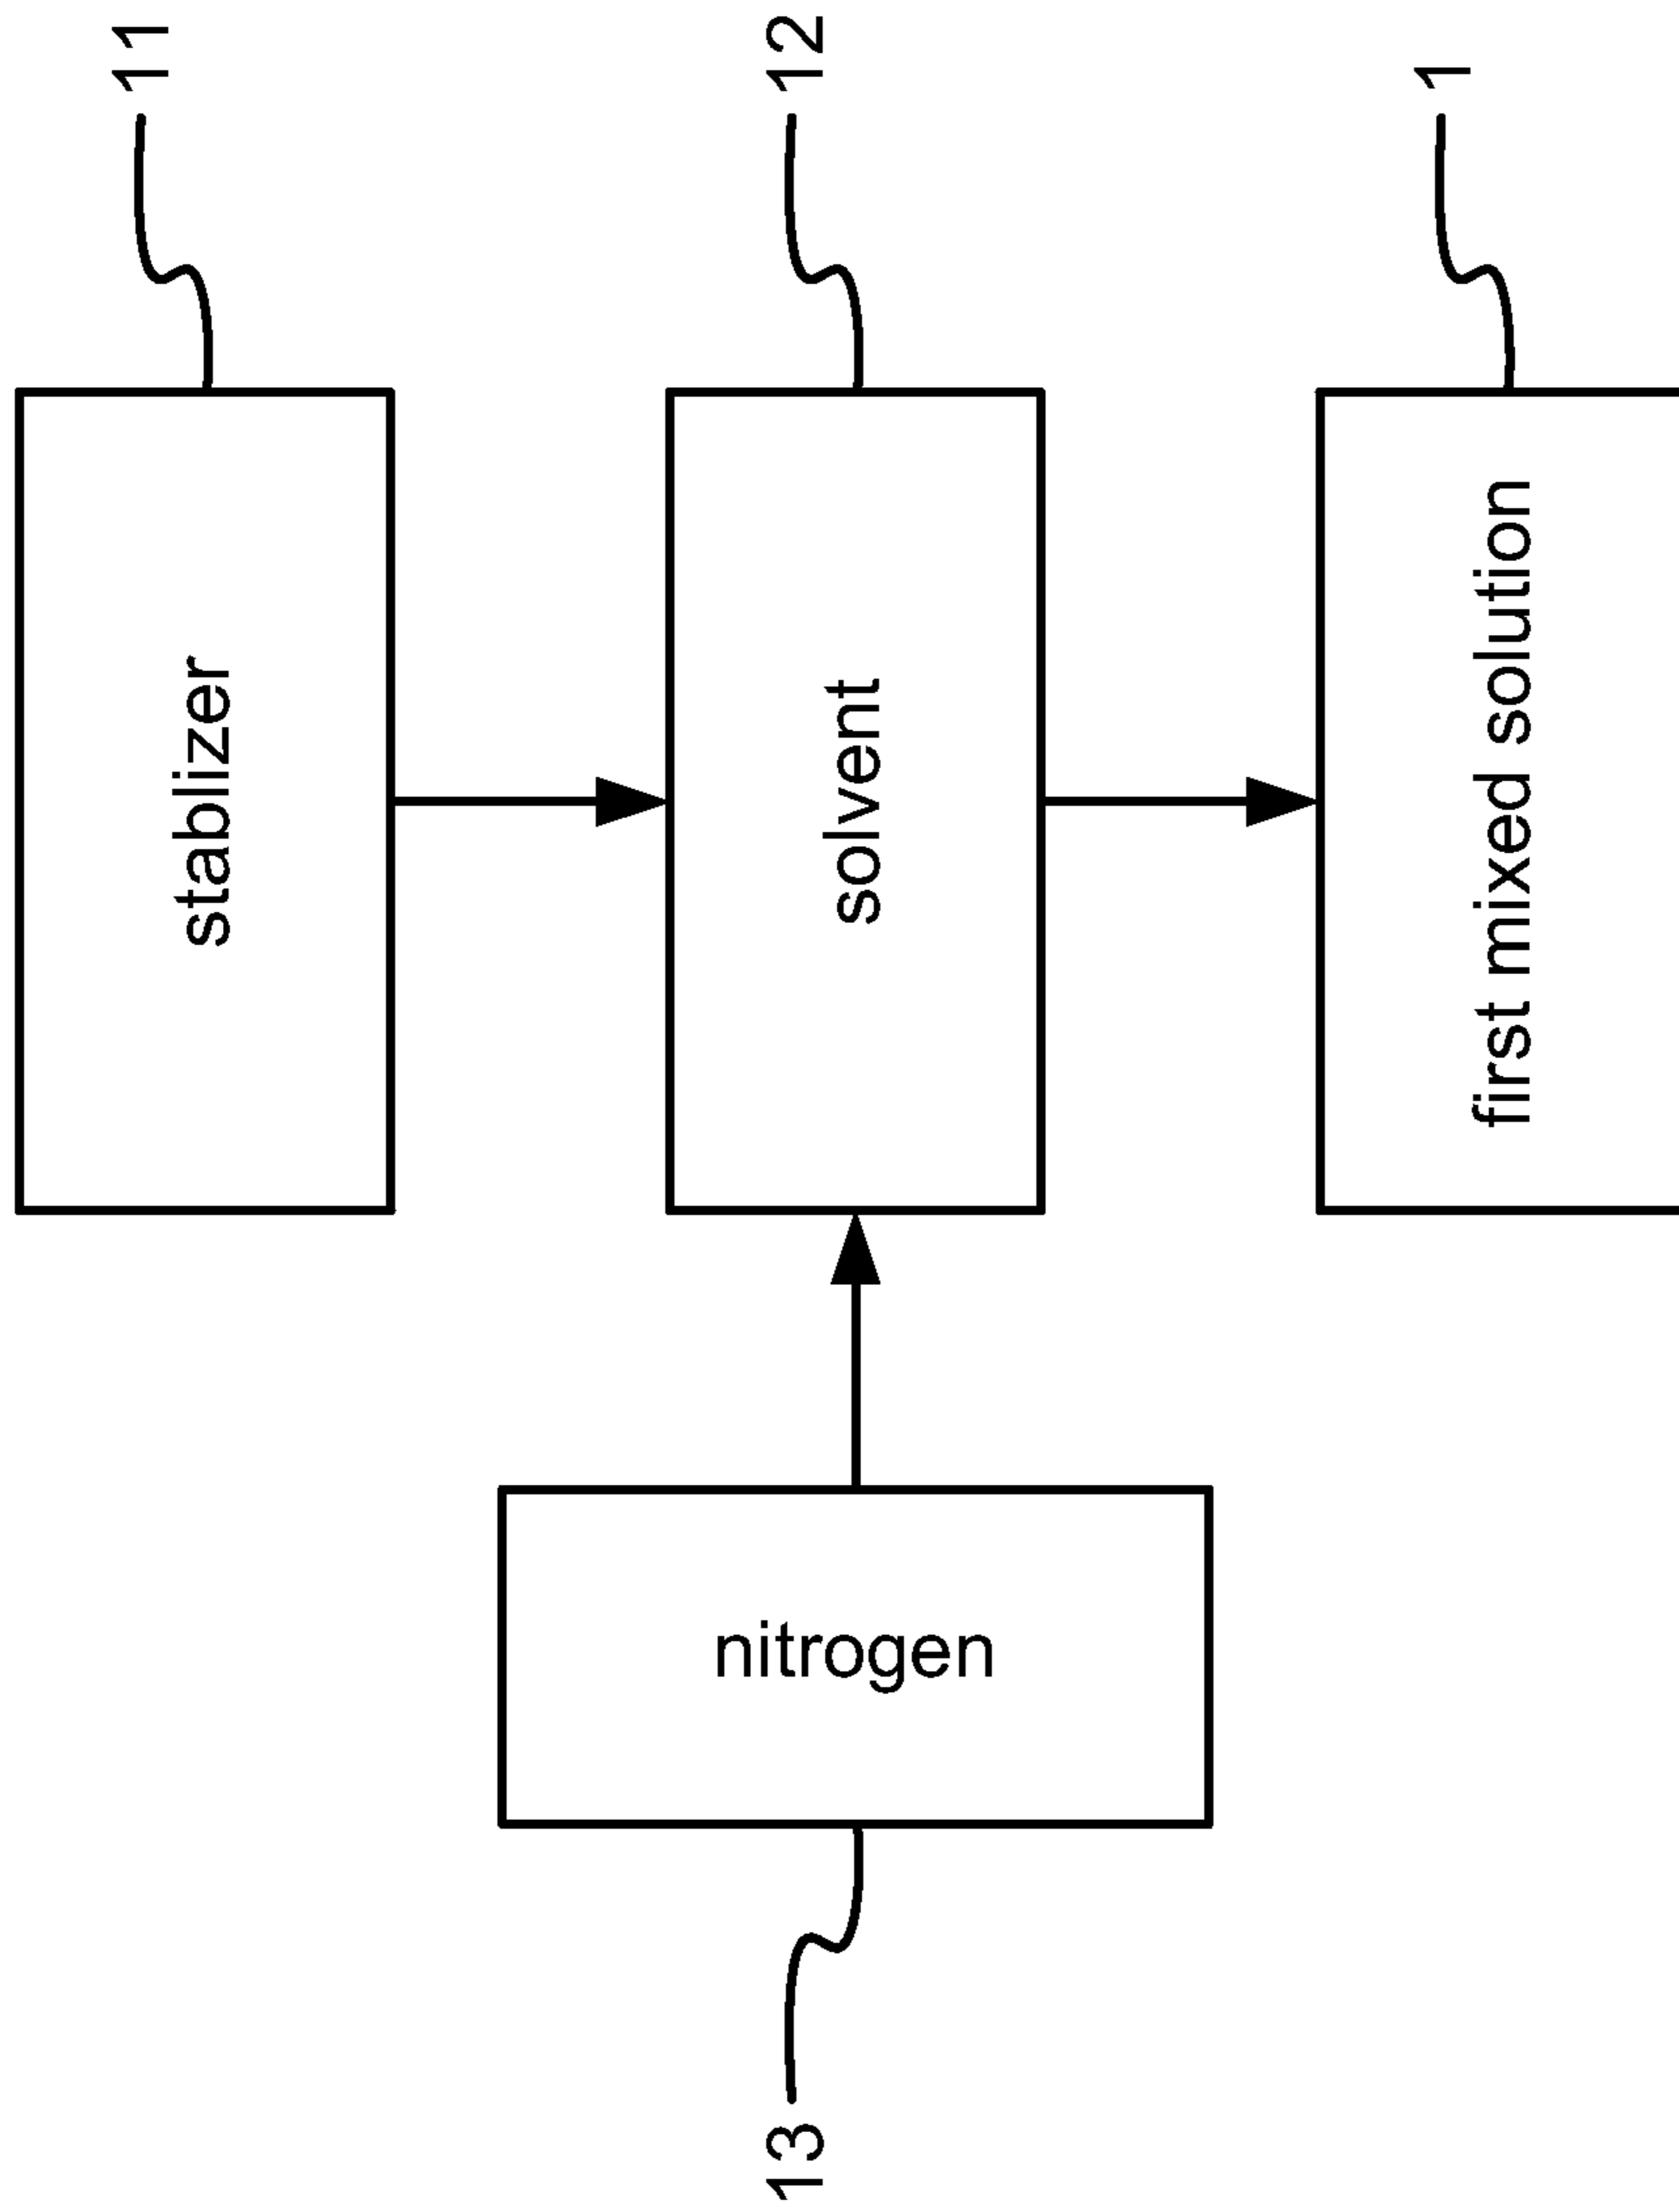 stablizer
11
solvent
12
first mixed solution
1
nitrogen
13